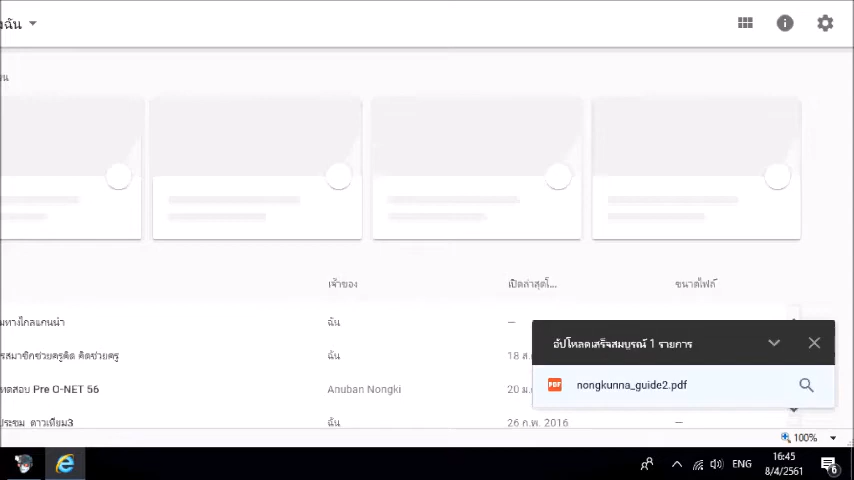 เจ้าของ
เปิดล่าสุดโ...
ขนาดไฟล์
ฉัน
—
ฉัน
18 ส.
ทดสอบ Pre O-NET 56
Anuban Nongki
20 ม.
ประชุม ดาวเทียม3
ฉัน
26 ก.พ. 2016
—
อัปโหลดเสร็จสมบูรณ์ 1 รายการ
PDF
nongkunna_guide2.pdf
100%
ENG
16:45
8/4/2561
6